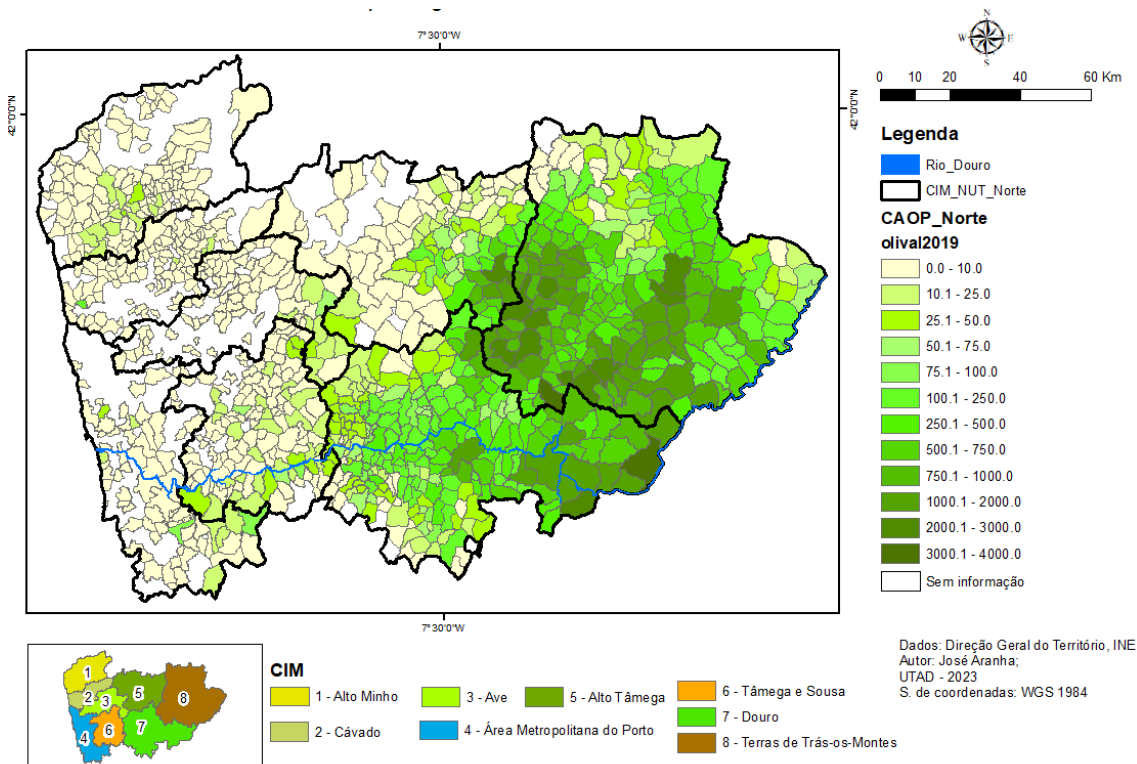 7°30'0"W
N
W E
S
0 10 20 40 60 Km
42°0'0"N
42°0'0"N
Legenda
Rio_Douro
CIM_NUT_Norte
CAOP_Norte
olival2019
0.0 - 10.0
10.1 - 25.0
25.1 - 50.0
50.1 - 75.0
75.1 - 100.0
100.1 - 250.0
250.1 - 500.0
500.1 - 750.0
750.1 - 1000.0
1000.1 - 2000.0
2000.1 - 3000.0
3000.1 - 4000.0
Sem informação
7°30'0"W
1
2
3
4
5
6
7
8
CIM
1 - Alto Minho
2 - Cávado
3 - Ave
4 - Área Metropolitana do Porto
5 - Alto Tâmega
6 - Tâmega e Sousa
7 - Douro
8 - Terras de Trás-os-Montes
Dados: Direção Geral do Território, INE
Autor: José Aranha;
UTAD - 2023
S. de coordenadas: WGS 1984